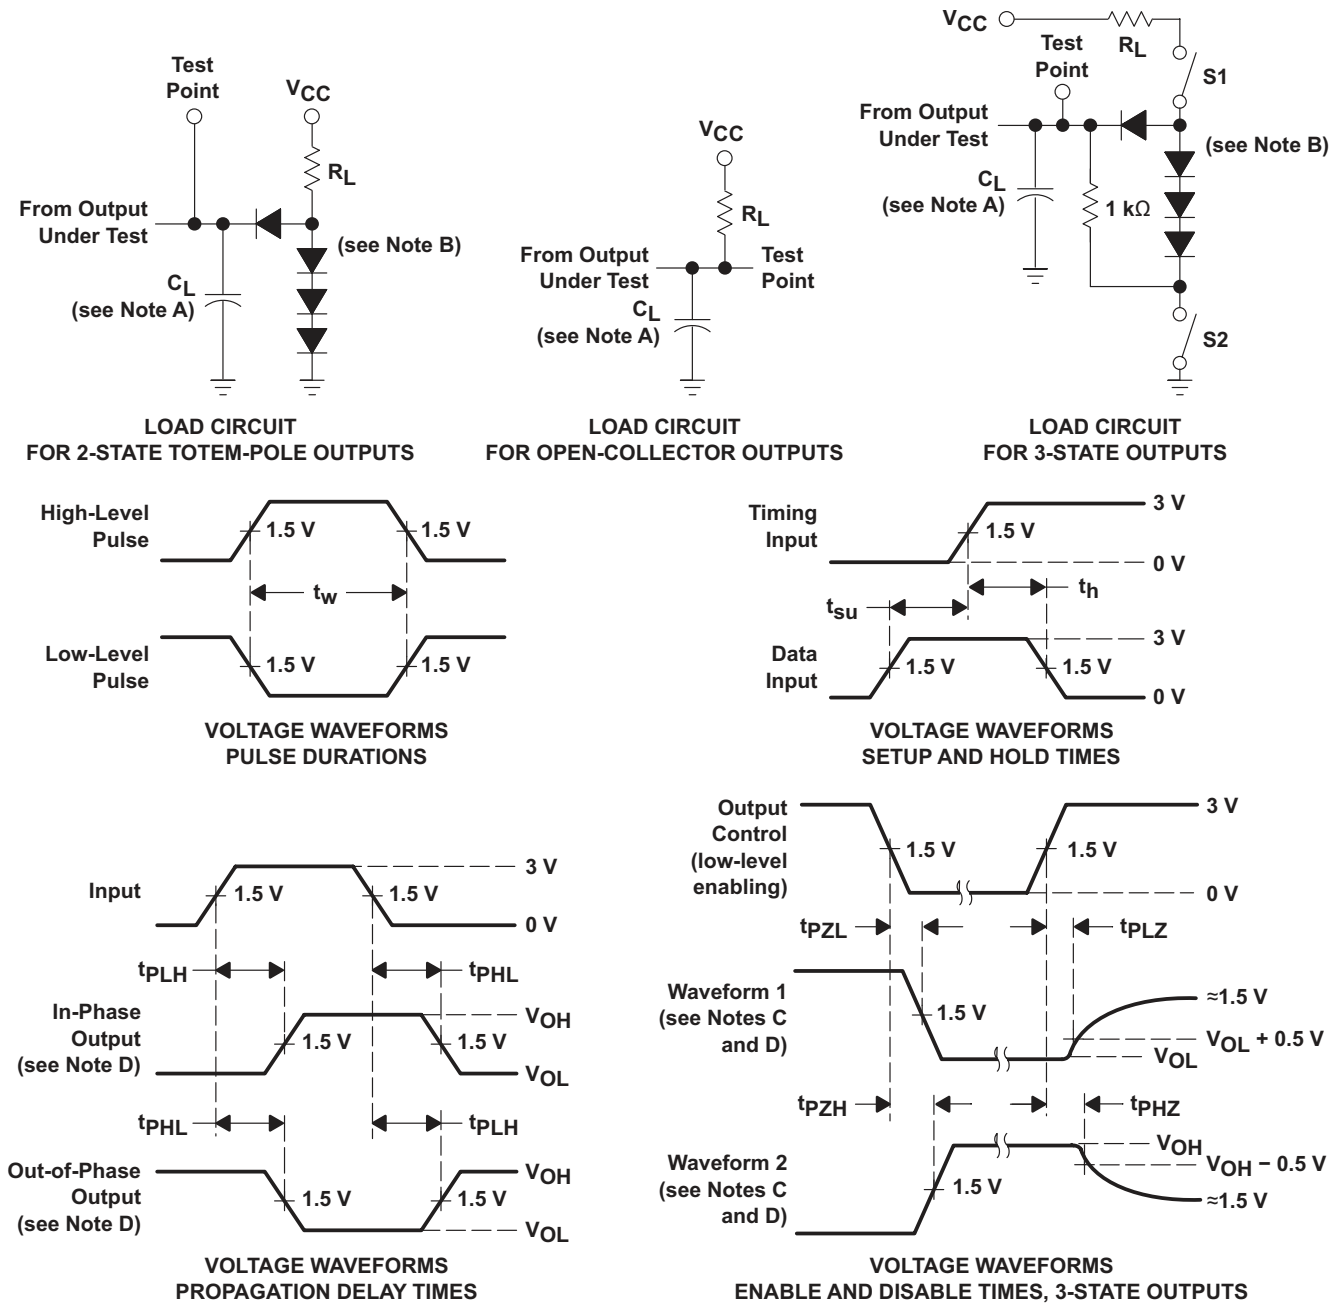 Test
Point
VCC
RL
From Output
Under Test
(see Note B)
CL
(see Note A)
LOAD CIRCUIT
FOR 2-STATE TOTEM-POLE OUTPUTS
VCC
RL
From Output
Under Test
Test
Point
CL
(see Note A)
LOAD CIRCUIT
FOR OPEN-COLLECTOR OUTPUTS
VCC
RL
Test
Point
S1
From Output
Under Test
(see Note B)
CL
(see Note A)
1 kΩ
S2
LOAD CIRCUIT
FOR 3-STATE OUTPUTS
High-Level
Pulse
1.5 V
1.5 V
tw
Low-Level
Pulse
1.5 V
1.5 V
VOLTAGE WAVEFORMS
PULSE DURATIONS
Timing
Input
3 V
1.5 V
0 V
th
tsu
Data
Input
3 V
1.5 V
1.5 V
0 V
VOLTAGE WAVEFORMS
SETUP AND HOLD TIMES
Input
3 V
1.5 V
1.5 V
0 V
tPLH
tPHL
In-Phase
Output
(see Note D)
VOH
1.5 V
1.5 V
VOL
tPHL
tPLH
Out-of-Phase
Output
(see Note D)
VOH
1.5 V
1.5 V
VOL
VOLTAGE WAVEFORMS
PROPAGATION DELAY TIMES
Output
Control
(low-level
enabling)
3 V
1.5 V
1.5 V
0 V
tPZL
tPLZ
Waveform 1
(see Notes C
and D)
1.5 V
≈1.5 V
VOL + 0.5 V
VOL
tPZH
tPHZ
Waveform 2
(see Notes C
and D)
1.5 V
VOH
VOH − 0.5 V
≈1.5 V
VOLTAGE WAVEFORMS
ENABLE AND DISABLE TIMES, 3-STATE OUTPUTS